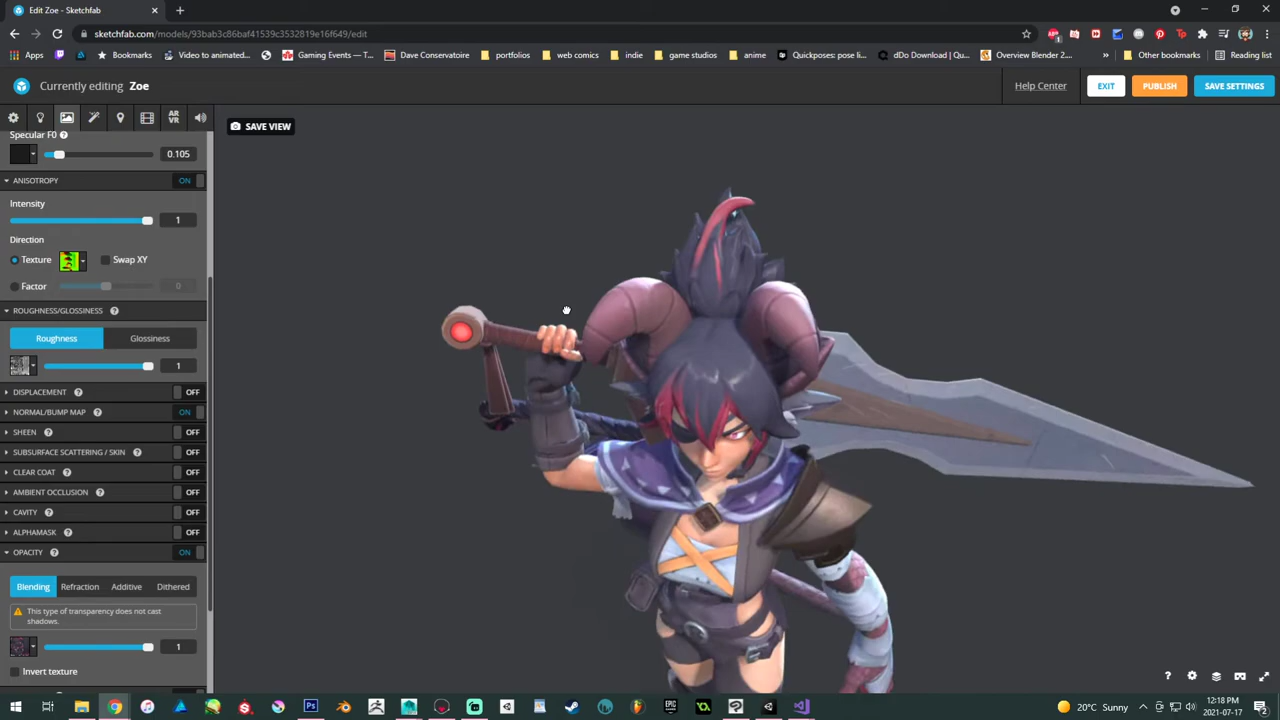 Edit Zoe - Sketchfab
sketchfab.com/models/93bab3c86baf41539c3532819e16f649/edit
Apps
Bookmarks
Video to animated...
Gaming Events — T...
Dave Conservatoire
portfolios
web comics
indie
game studios
anime
Quickposes: pose li...
dDo Download | Qu...
Overview Blender 2...
»
Other bookmarks
Reading list
Currently editing Zoe
Help Center
EXIT
PUBLISH
SAVE SETTINGS
AR
VR
SAVE VIEW
Specular F0 ?
0.105
ANISOTROPY ON
Intensity
1
Direction
Texture Swap XY
Factor 0
ROUGHNESS/GLOSSINESS ?
Roughness Glossiness
1
DISPLACEMENT ? OFF
NORMAL/BUMP MAP ? ON
SHEEN ? OFF
SUBSURFACE SCATTERING / SKIN ? OFF
CLEAR COAT ? OFF
AMBIENT OCCLUSION ? OFF
CAVITY ? OFF
ALPHAMASK ? OFF
OPACITY ? ON
Blending Refraction Additive Dithered
This type of transparency does not cast
shadows.
1
Invert texture
?
20°C Sunny
12:18 PM
2021-07-17